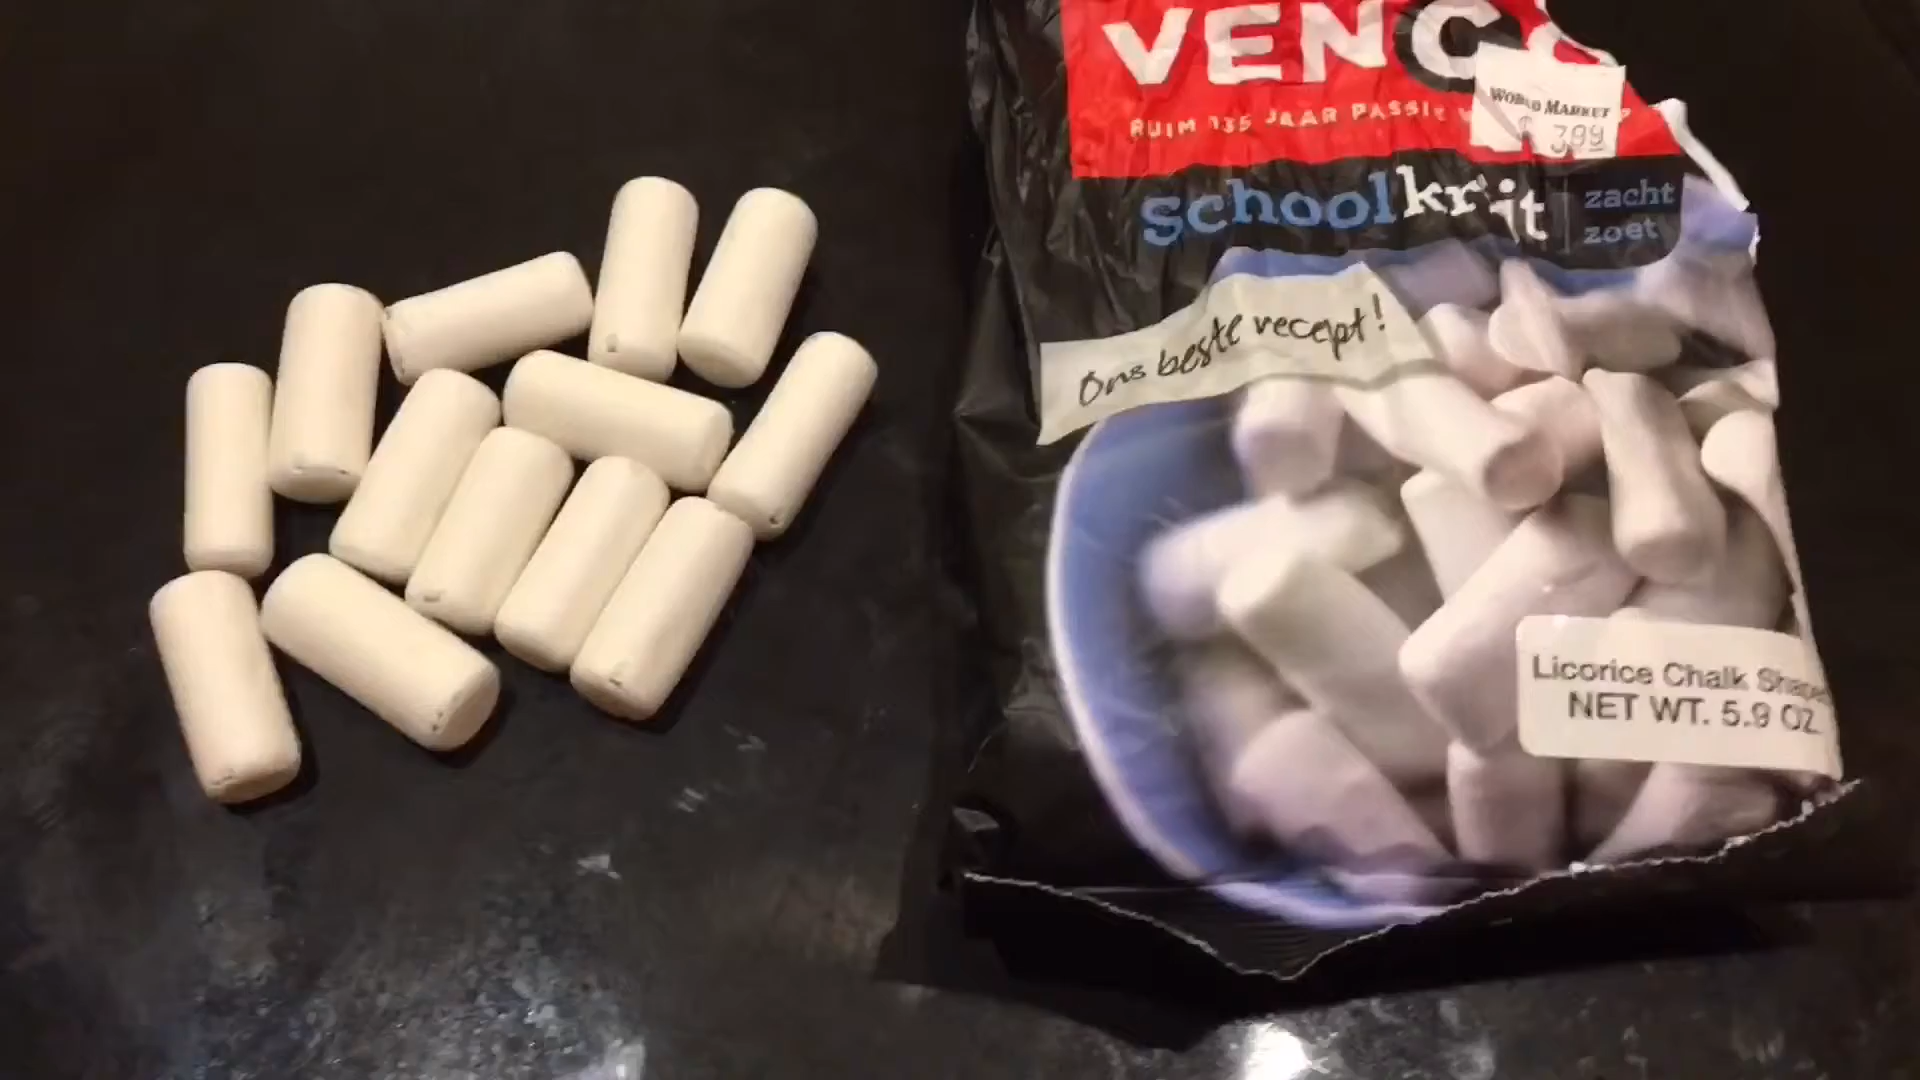 VENCO
RUIM 135 JAAR PASSIE
WORLD MARKET
$ 3.99
schoolkrijt
zacht
zoet
Ons beste recept!
Licorice Chalk Shape
NET WT. 5.9 OZ